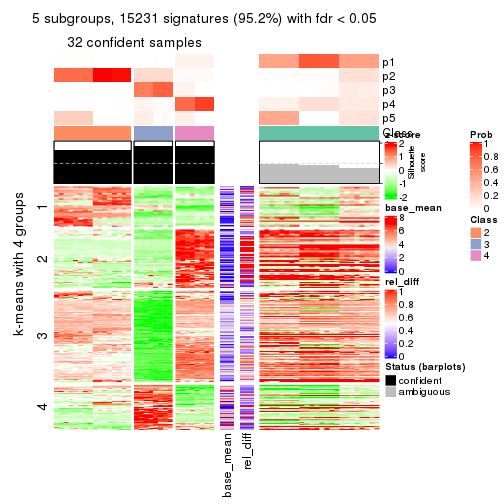 5 subgroups, 15231 signatures (95.2%) with fdr < 0.05
32 confident samples
p1
p2
p3
p4
p5
Class
z-score
2
1
0
-1
-2
Silhouette
score
Prob
1
0.8
0.6
0.4
0.2
0
base_mean
8
6
4
2
0
Class
2
3
4
rel_diff
1
0.8
0.6
0.4
0.2
0
Status (barplots)
confident
ambiguous
k-means with 4 groups
1
2
3
4
base_mean
rel_diff